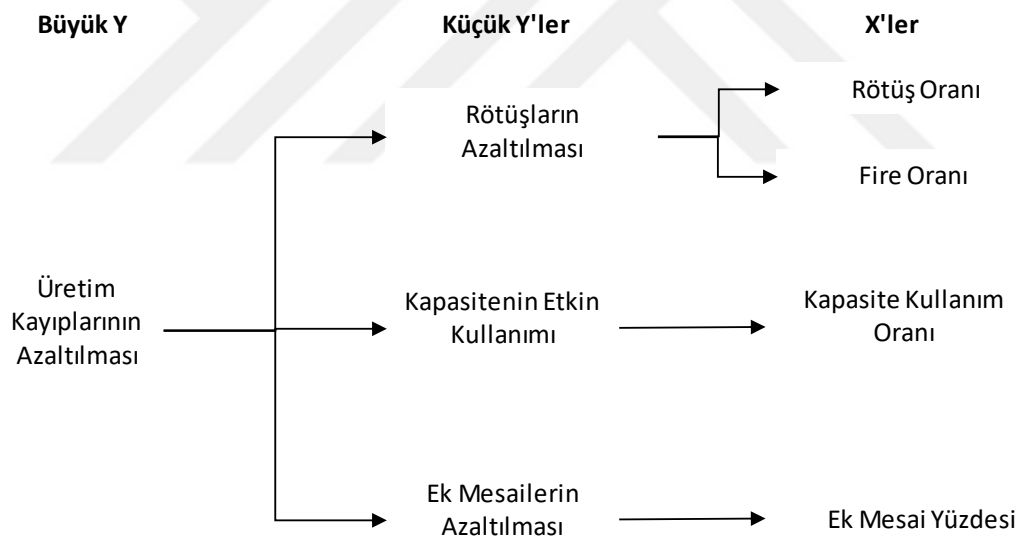 Büyük Y
Küçük Y'ler
X'ler
Rötüşların
Azaltılması
Rötüş Oranı
Fire Oranı
Üretim
Kayıplarının
Azaltılması
Kapasitenin Etkin
Kullanımı
Kapasite Kullanım
Oranı
Ek Mesailerin
Azaltılması
Ek Mesai Yüzdesi